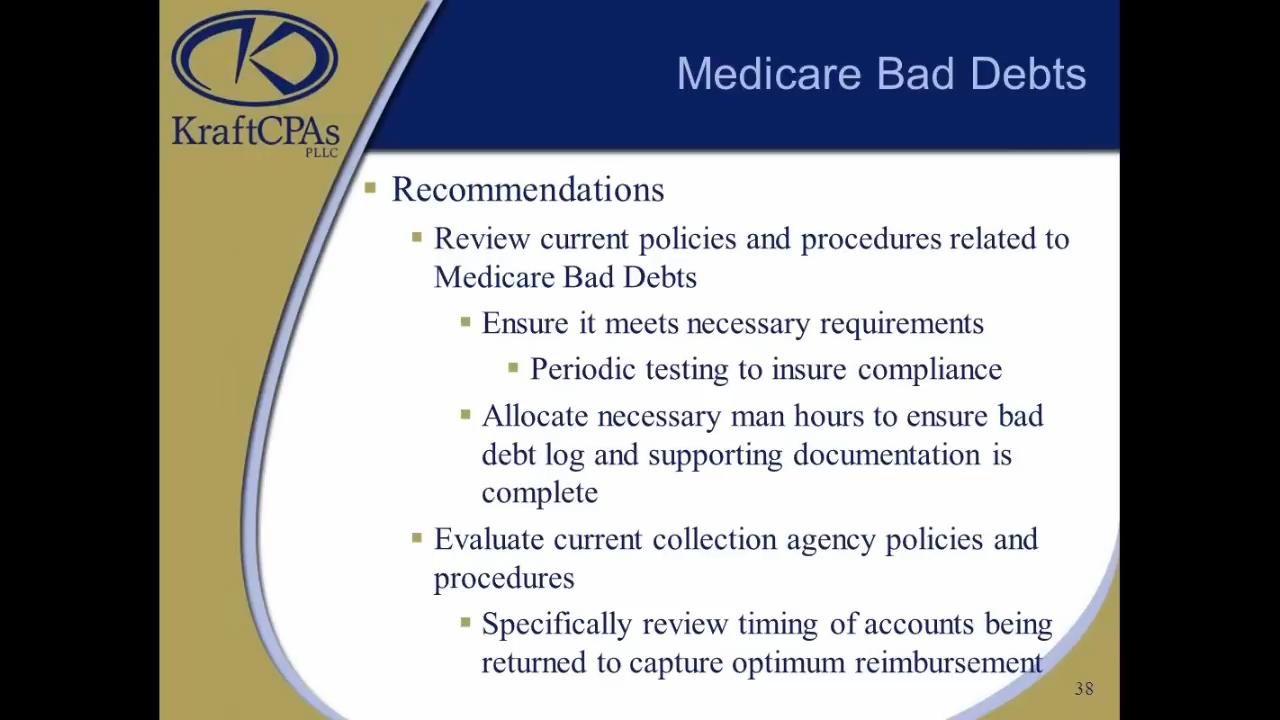 KraftCPAs
PLLC
Medicare Bad Debts
Recommendations
Review current policies and procedures related to
Medicare Bad Debts
Ensure it meets necessary requirements
Periodic testing to insure compliance
Allocate necessary man hours to ensure bad
debt log and supporting documentation is
complete
Evaluate current collection agency policies and
procedures
Specifically review timing of accounts being
returned to capture optimum reimbursement
38